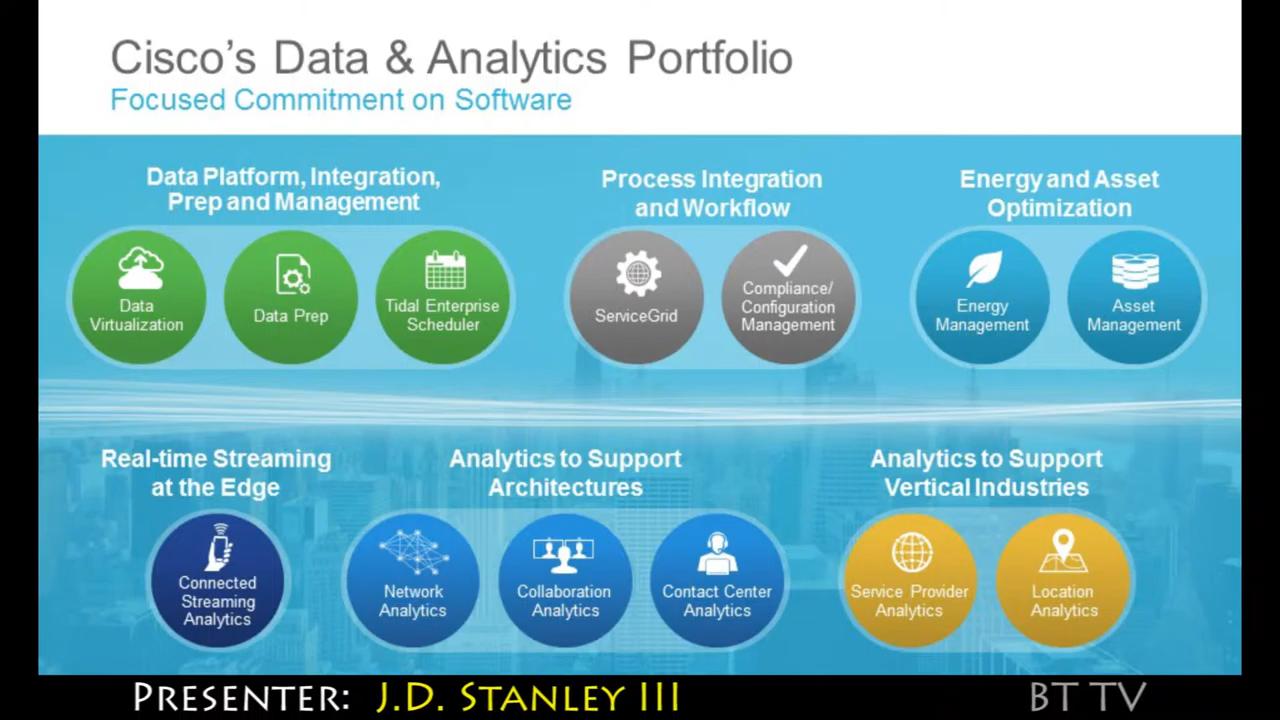 Cisco's Data & Analytics Portfolio
Focused Commitment on Software
Data Platform, Integration,
Prep and Management
Data
Virtualization
Data Prep
Tidal Enterprise
Scheduler
Process Integration
and Workflow
ServiceGrid
Compliance/
Configuration
Management
Energy and Asset
Optimization
Energy
Management
Asset
Management
Real-time Streaming
at the Edge
Connected
Streaming
Analytics
Analytics to Support
Architectures
Network
Analytics
Collaboration
Analytics
Contact Center
Analytics
Analytics to Support
Vertical Industries
Service Provider
Analytics
Location
Analytics
Presenter: J.D. Stanley III
BT TV